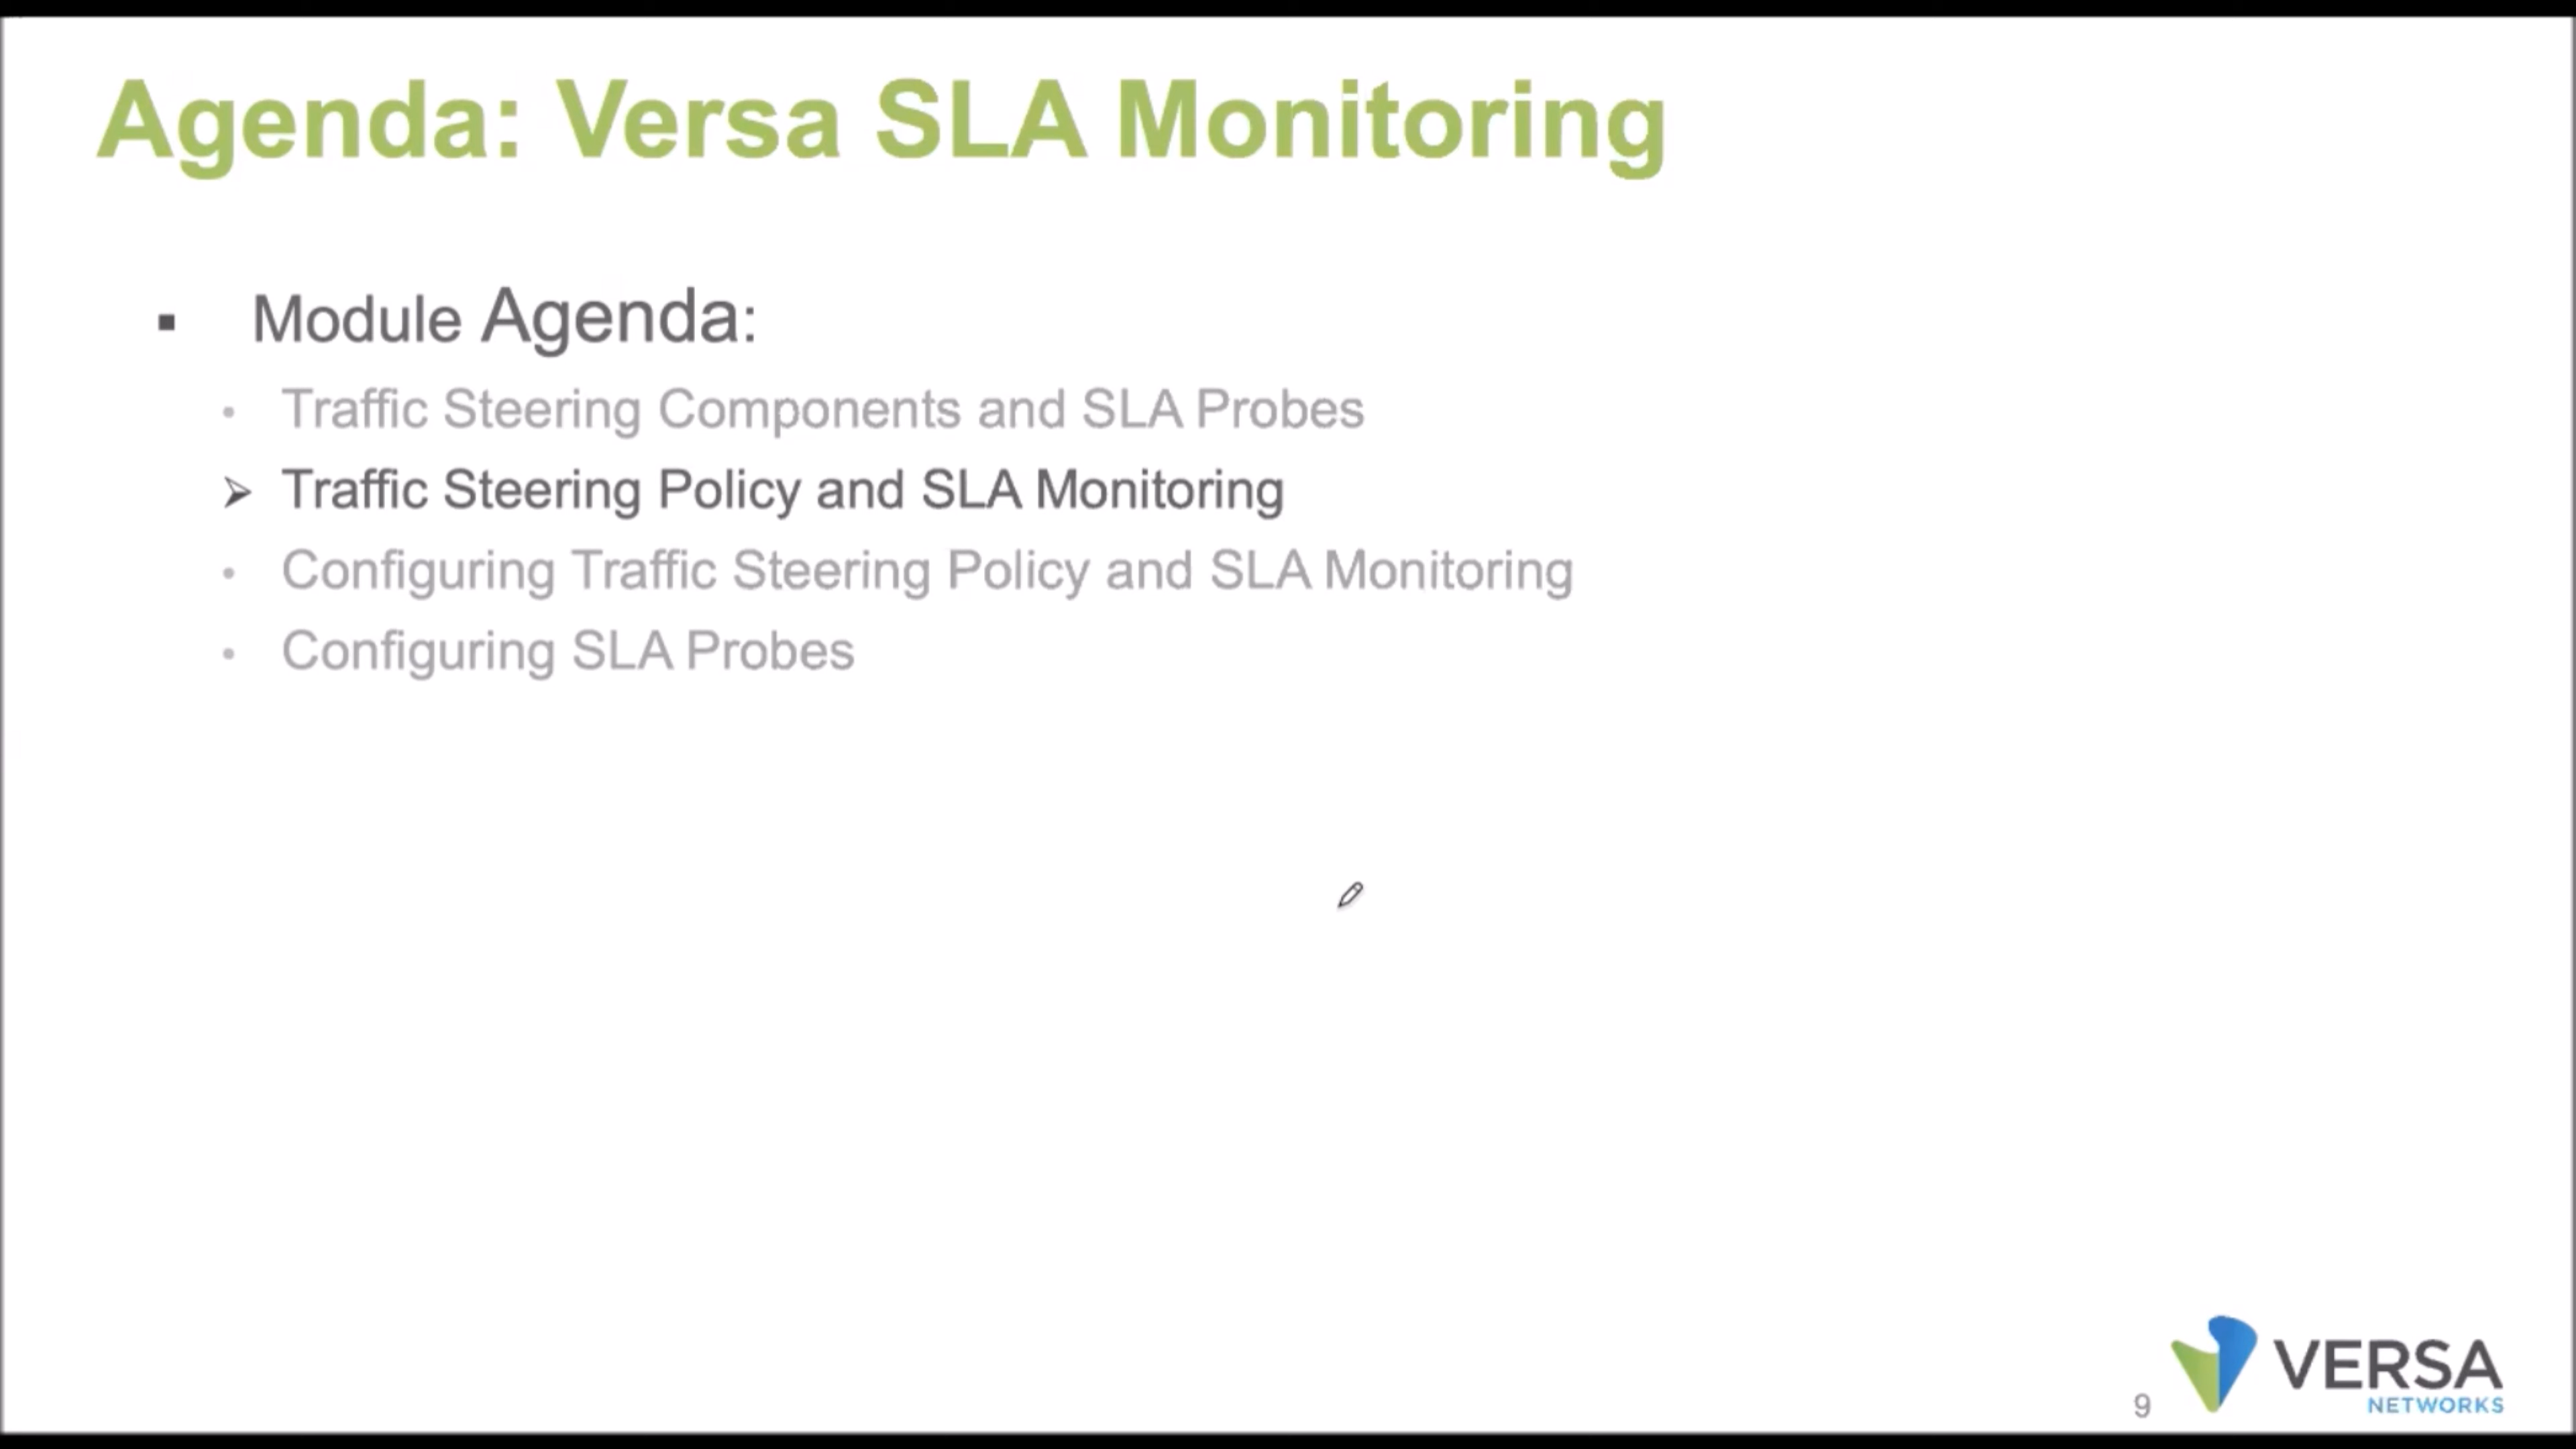 Agenda: Versa SLA Monitoring
▪ Module Agenda:
• Traffic Steering Components and SLA Probes
➢ Traffic Steering Policy and SLA Monitoring
• Configuring Traffic Steering Policy and SLA Monitoring
• Configuring SLA Probes
9
VERSA
NETWORKS